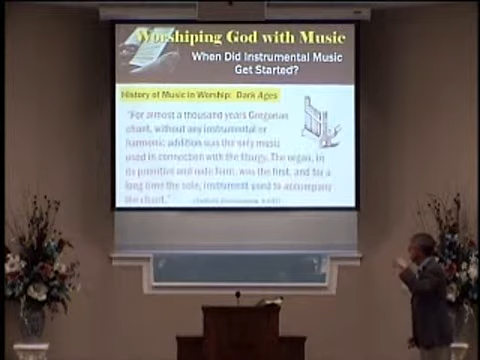 Worshiping God with Music
When Did Instrumental Music
Get Started?
History of Music in Worship: Dark Ages
"For almost a thousand years Gregorian
chant, without any instrumental or
harmonic addition was the only music
used in connection with the liturgy. The organ, in
its primitive and rude form, was the first, and for a
long time the sole, instrument used to accompany
the chant."